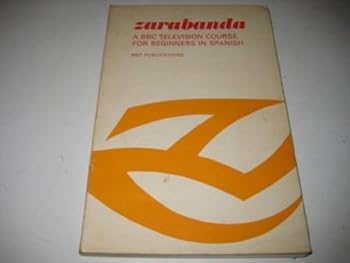 zarabanda
A BBC TELEVISION COURSE
FOR BEGINNERS IN SPANISH
BBC PUBLICATIONS